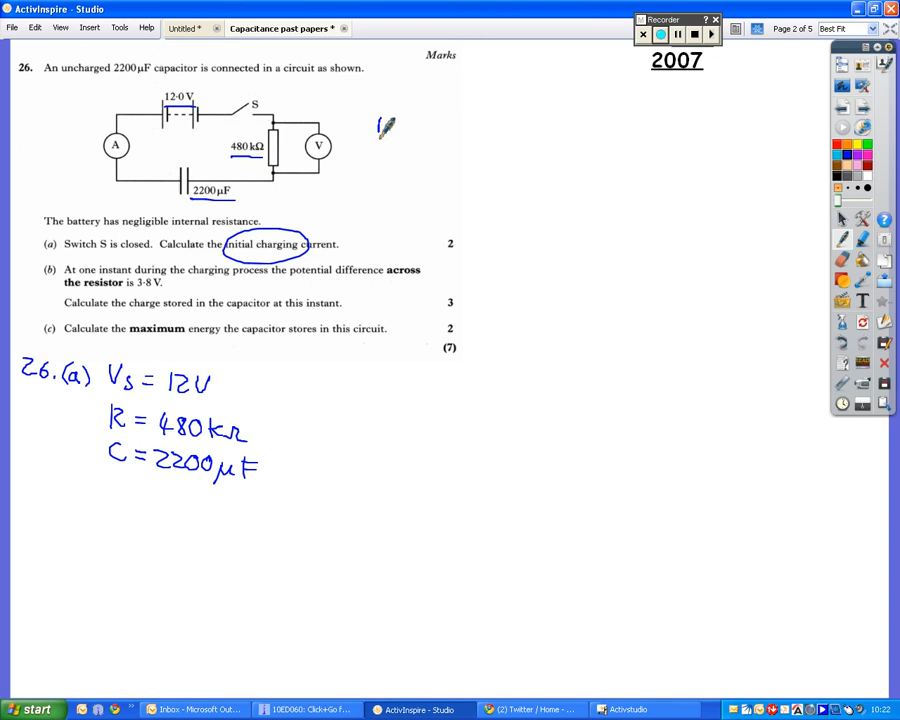 ActivInspire - Studio
File Edit View Insert Tools Help
Untitled *
Capacitance past papers *
Recorder
Page 2 of 5
Best Fit
2007
Marks
26. An uncharged 2200 μF capacitor is connected in a circuit as shown.
12·0 V
S
A
480 kΩ
V
2200 μF
The battery has negligible internal resistance.
(a) Switch S is closed. Calculate the initial charging current. 2
(b) At one instant during the charging process the potential difference across
the resistor is 3·8 V.
Calculate the charge stored in the capacitor at this instant. 3
(c) Calculate the maximum energy the capacitor stores in this circuit. 2
(7)
26. (a) Vs = 12V
R = 480kΩ
C = 2200μF
start
Inbox - Microsoft Out...
10ED060: Click+Go f...
ActivInspire - Studio
(2) Twitter / Home - ...
Activstudio
10:22